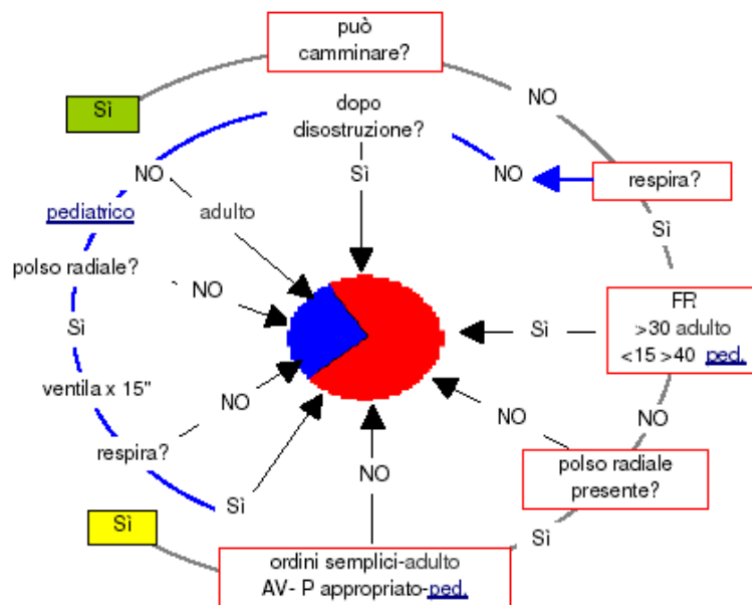 può
camminare?
Sì
NO
dopo
disostruzione?
NO
Sì
NO
respira?
pediatrico
adulto
Sì
polso radiale?
NO
FR
>30 adulto
<15 >40 ped.
Sì
Sì
ventila x 15"
NO
NO
NO
respira?
polso radiale
presente?
NO
Sì
Sì
Sì
ordini semplici-adulto
AV- P appropriato-ped.